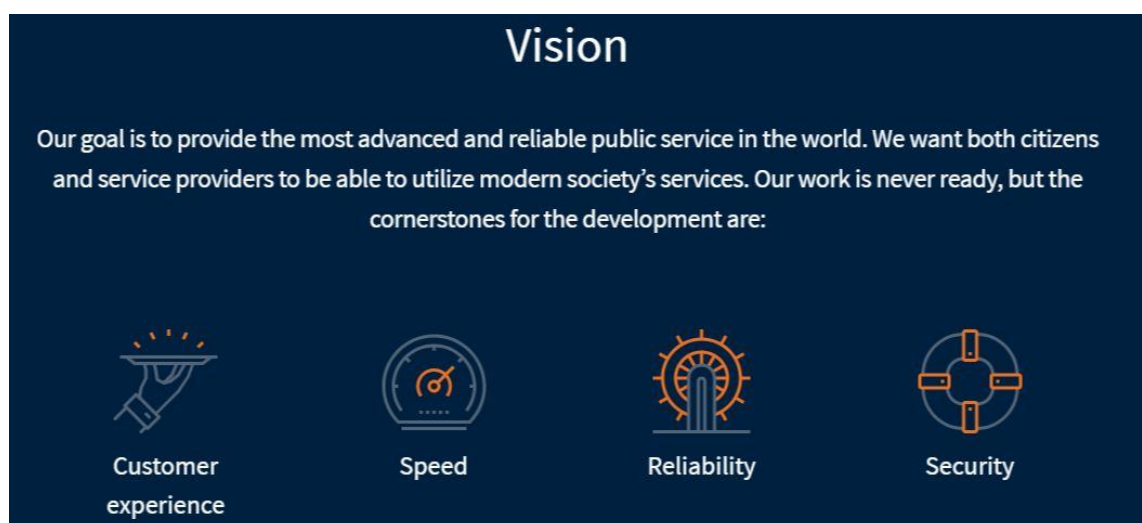 Vision
Our goal is to provide the most advanced and reliable public service in the world. We want both citizens
and service providers to be able to utilize modern society’s services. Our work is never ready, but the
cornerstones for the development are:
Customer
experience
Speed
Reliability
Security